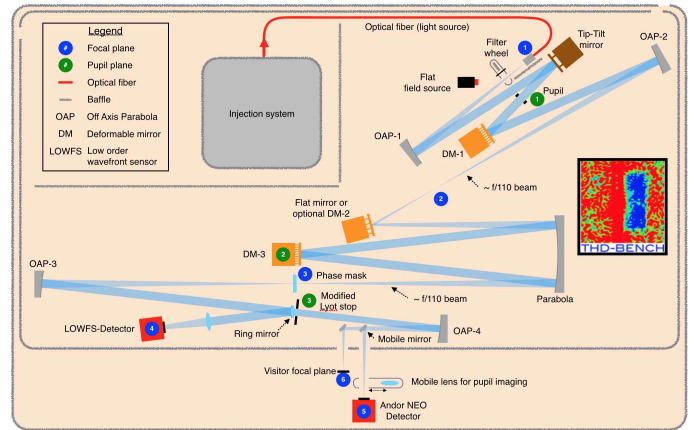 Legend
# Focal plane
# Pupil plane
Optical fiber
Baffle
OAP Off Axis Parabola
DM Deformable mirror
LOWFS Low order
wavefront sensor
Injection system
Optical fiber (light source)
1
Filter
wheel
Tip-Tilt
mirror
OAP-2
Flat
field source
Pupil
1
OAP-1
DM-1
~ f/110 beam
2
Flat mirror or
optional DM-2
THD-BENCH
DM-3
2
OAP-3
3 Phase mask
3 Modified
Lyot stop
~ f/110 beam
Parabola
LOWFS-Detector
4
Ring mirror
OAP-4
Mobile mirror
Visitor focal plane
6
Mobile lens for pupil imaging
5
Andor NEO
Detector